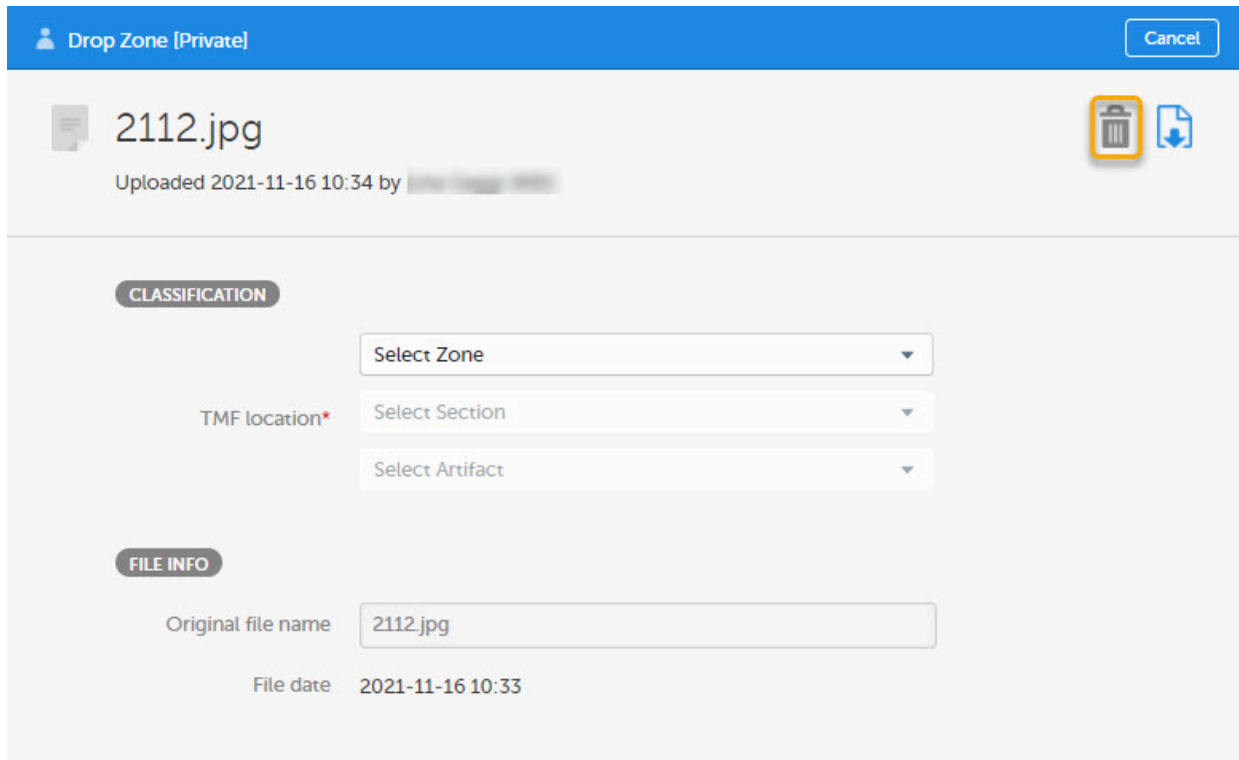 Drop Zone [Private]
Cancel
2112.jpg
Uploaded 2021-11-16 10:34 by
CLASSIFICATION
Select Zone
TMF location*
Select Section
Select Artifact
FILE INFO
Original file name 2112.jpg
File date 2021-11-16 10:33